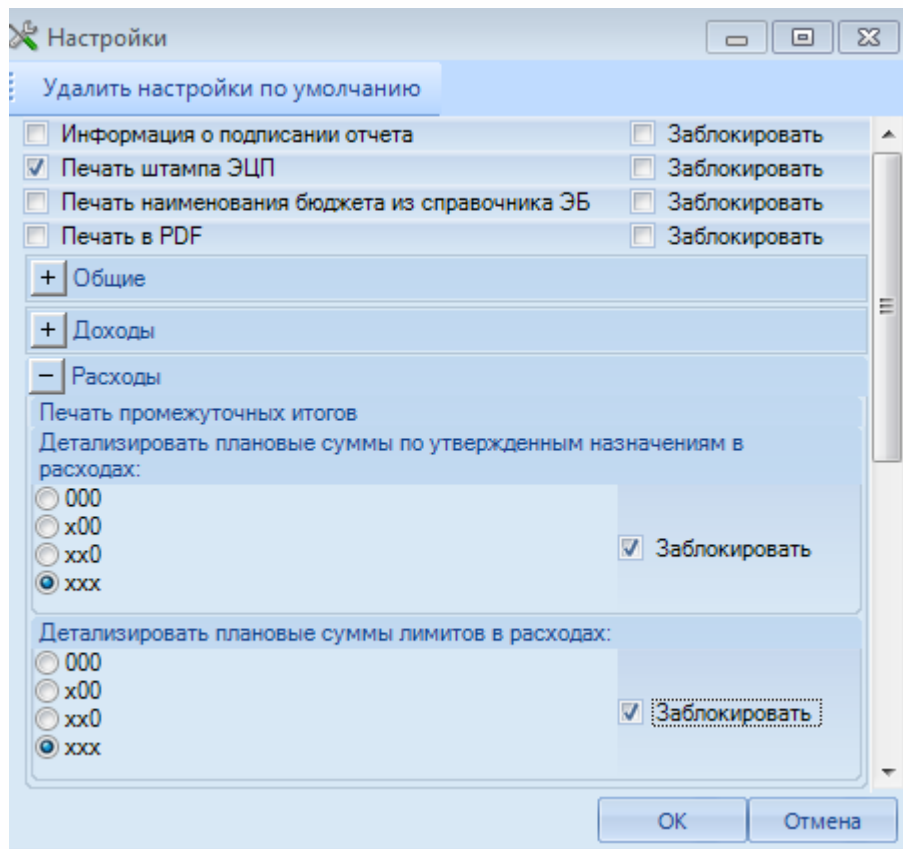 Настройки
Удалить настройки по умолчанию
Информация о подписании отчета Заблокировать
Печать штампа ЭЦП Заблокировать
Печать наименования бюджета из справочника ЭБ Заблокировать
Печать в PDF Заблокировать
+ Общие
+ Доходы
− Расходы
Печать промежуточных итогов
Детализировать плановые суммы по утвержденным назначениям в
расходах:
000
x00
xx0 Заблокировать
xxx
Детализировать плановые суммы лимитов в расходах:
000
x00
xx0 Заблокировать
xxx
OK Отмена